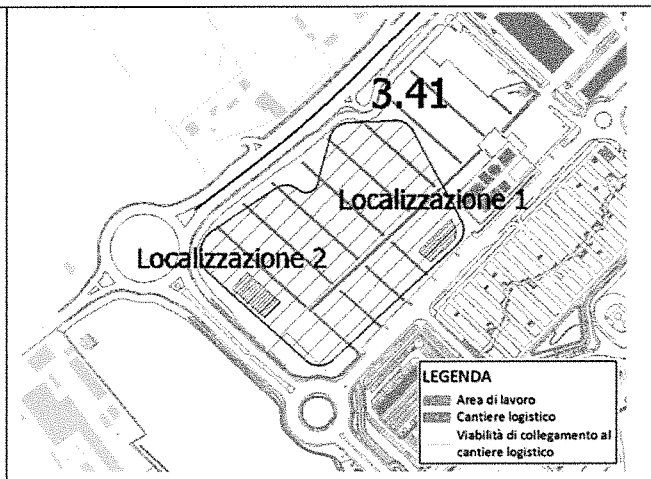 3.41
Localizzazione 1
Localizzazione 2
LEGENDA
Area di lavoro
Cantiere logistico
Viabilità di collegamento al
cantiere logistico